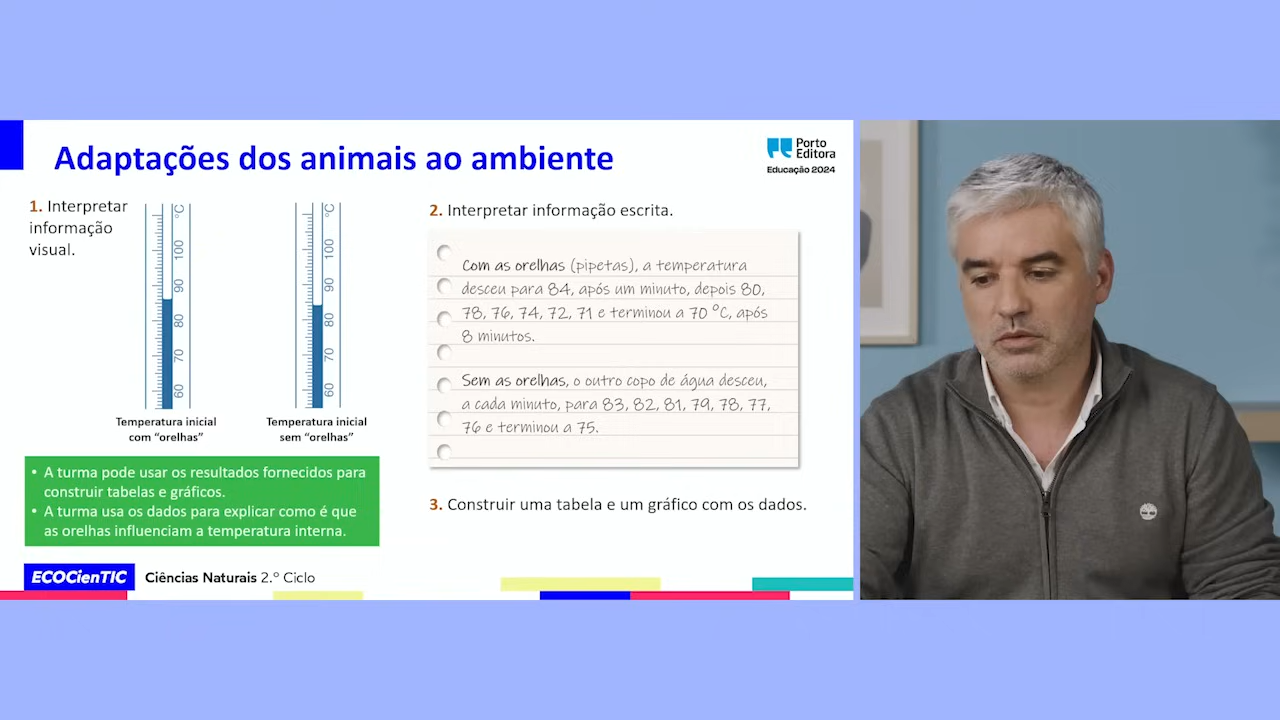 Adaptações dos animais ao ambiente
Porto
Editora
Educação 2024
1. Interpretar
informação
visual.
°C
100
90
80
70
60
Temperatura inicial
com “orelhas”
°C
100
90
80
70
60
Temperatura inicial
sem “orelhas”
• A turma pode usar os resultados fornecidos para
construir tabelas e gráficos.
• A turma usa os dados para explicar como é que
as orelhas influenciam a temperatura interna.
2. Interpretar informação escrita.
Com as orelhas (pipetas), a temperatura
desceu para 84, após um minuto, depois 80,
78, 76, 74, 72, 71 e terminou a 70 °C, após
8 minutos.
Sem as orelhas, o outro copo de água desceu,
a cada minuto, para 83, 82, 81, 79, 78, 77,
76 e terminou a 75.
3. Construir uma tabela e um gráfico com os dados.
ECOCienTIC
Ciências Naturais 2.º Ciclo